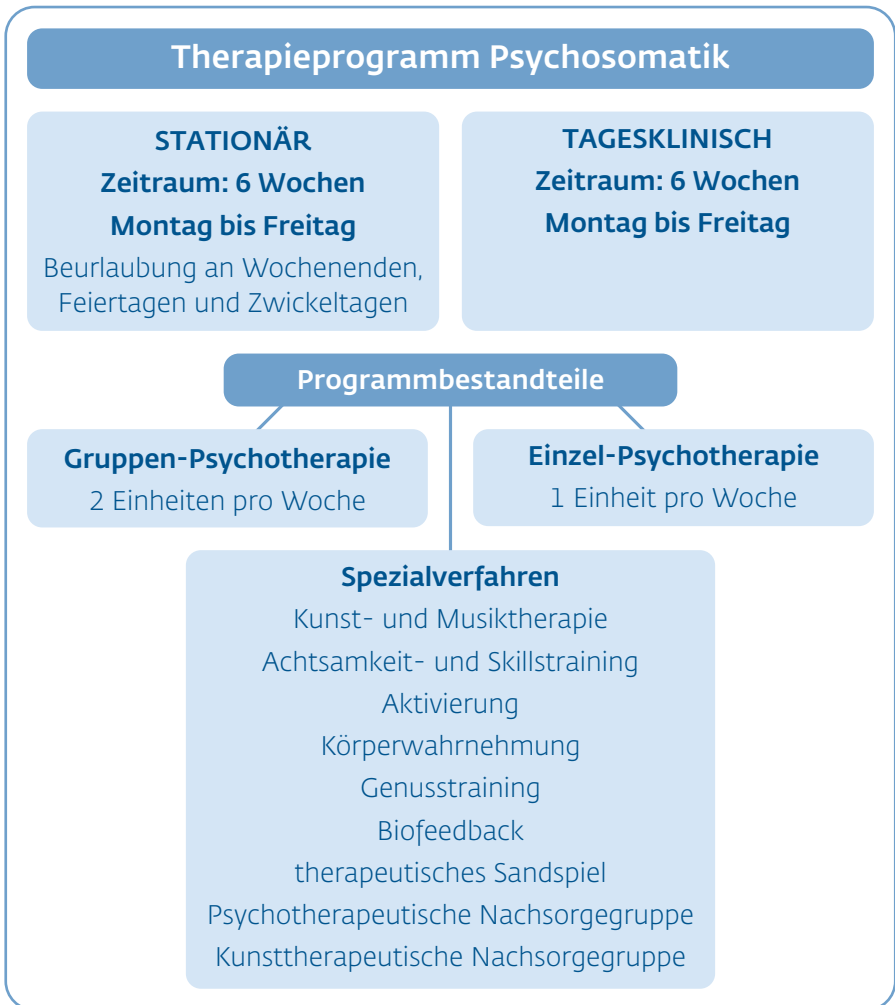 Therapieprogramm Psychosomatik
STATIONÄR
Zeitraum: 6 Wochen
Montag bis Freitag
Beurlaubung an Wochenenden,
Feiertagen und Zwickeltagen
TAGESKLINISCH
Zeitraum: 6 Wochen
Montag bis Freitag
Programmbestandteile
Gruppen-Psychotherapie
2 Einheiten pro Woche
Einzel-Psychotherapie
1 Einheit pro Woche
Spezialverfahren
Kunst- und Musiktherapie
Achtsamkeit- und Skillstraining
Aktivierung
Körperwahrnehmung
Genusstraining
Biofeedback
therapeutisches Sandspiel
Psychotherapeutische Nachsorgegruppe
Kunsttherapeutische Nachsorgegruppe